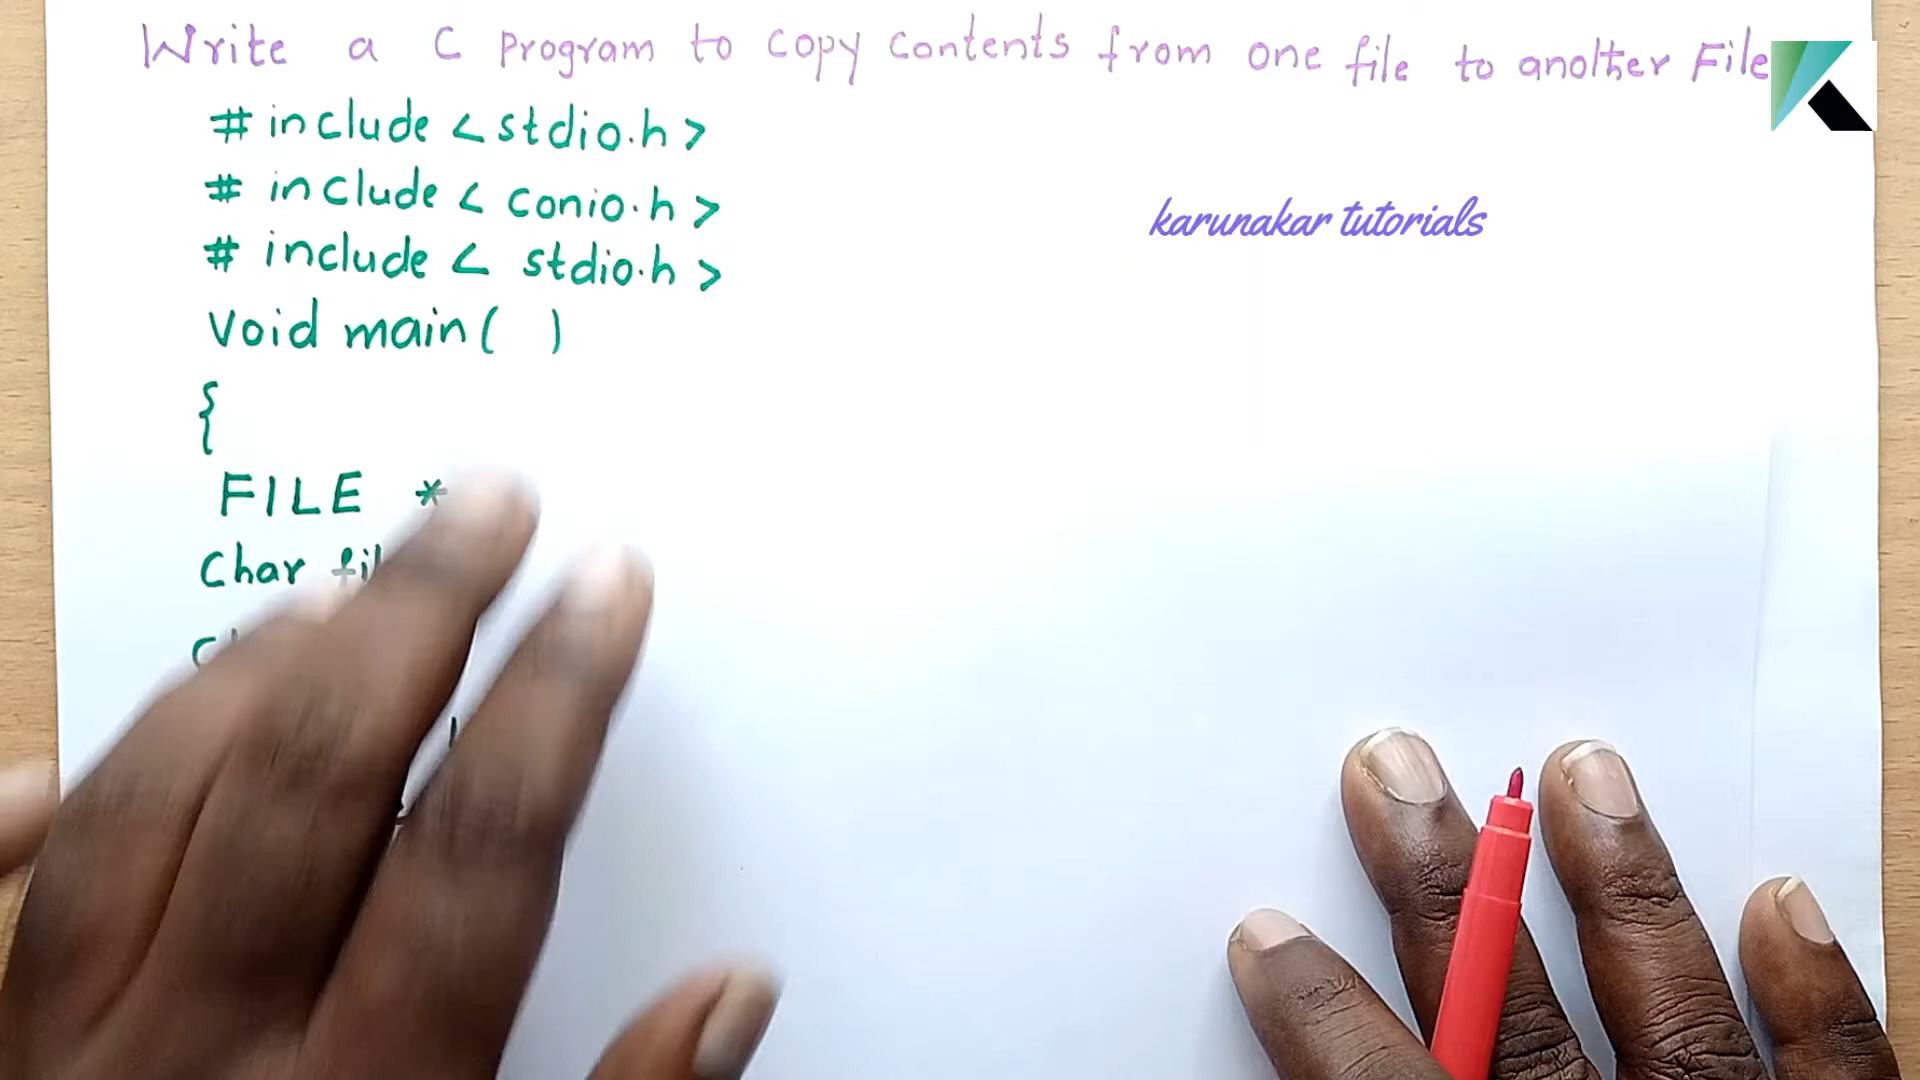 Write a C program to copy contents from one file to another File
# include < stdio.h >
# include < conio.h >
karunakar tutorials
# include < stdio.h >
Void main( )
{
FILE *
Char